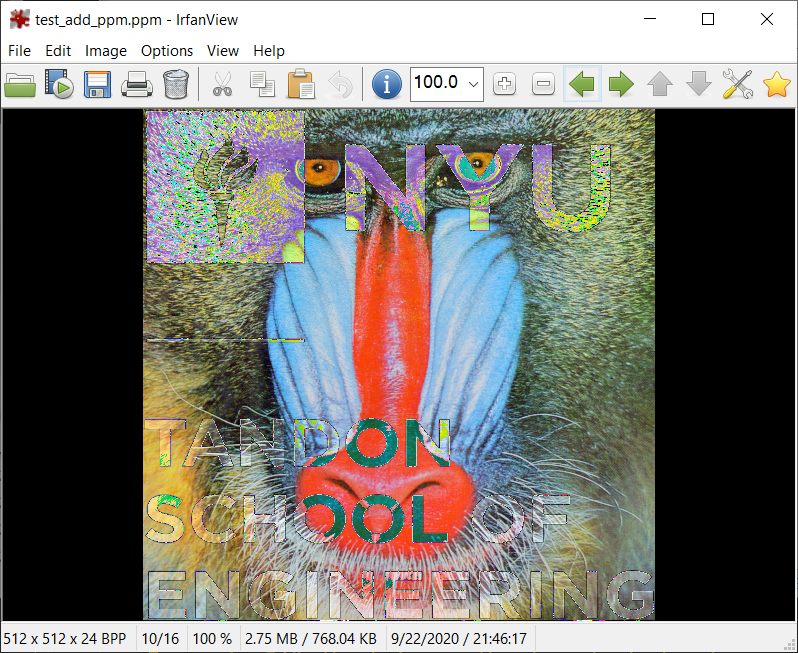 test_add_ppm.ppm - IrfanView
File Edit Image Options View Help
100.0
NYU
TANDON
SCHOOL OF
ENGINEERING
512 x 512 x 24 BPP 10/16 100 % 2.75 MB / 768.04 KB 9/22/2020 / 21:46:17